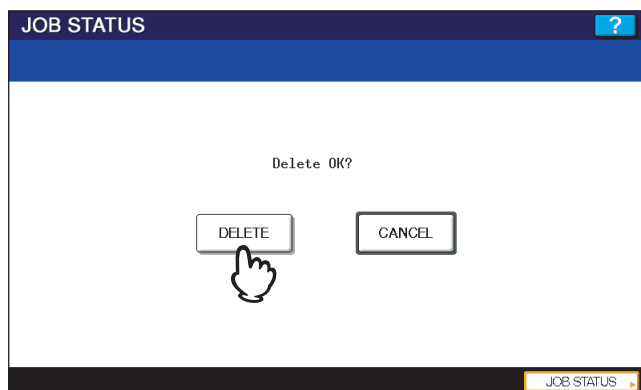 JOB STATUS
?
Delete OK?
DELETE
CANCEL
JOB STATUS